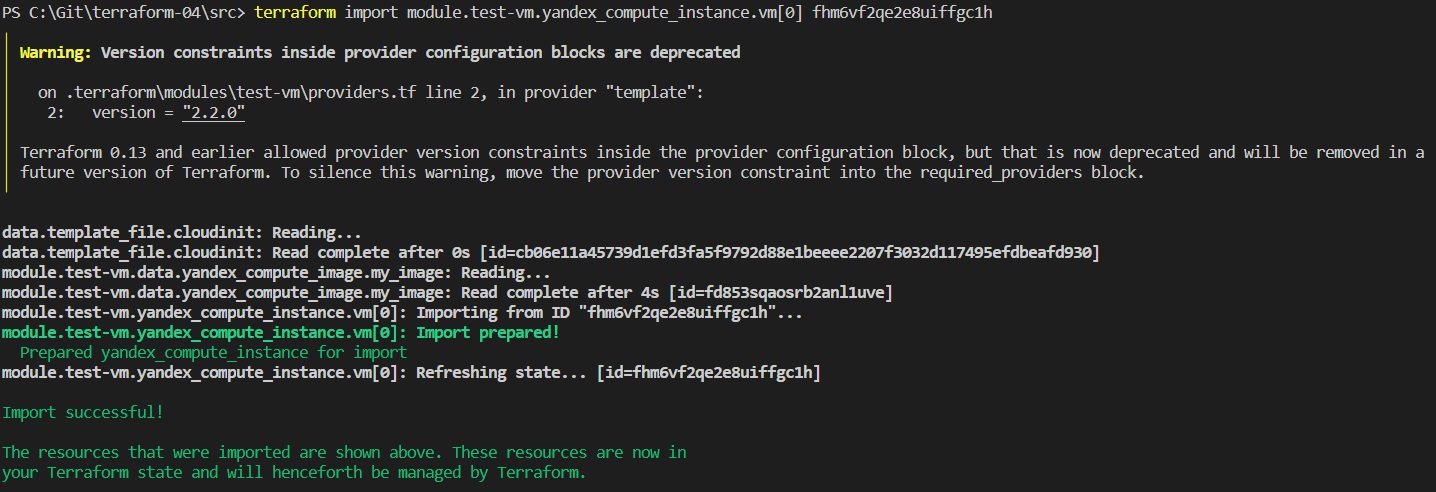 PS C:\Git\terraform-04\src> terraform import module.test-vm.yandex_compute_instance.vm[0] fhm6vf2qe2e8uiffgc1h
Warning: Version constraints inside provider configuration blocks are deprecated
on .terraform\modules\test-vm\providers.tf line 2, in provider "template":
2:   version = "2.2.0"
Terraform 0.13 and earlier allowed provider version constraints inside the provider configuration block, but that is now deprecated and will be removed in a
future version of Terraform. To silence this warning, move the provider version constraint into the required_providers block.
data.template_file.cloudinit: Reading...
data.template_file.cloudinit: Read complete after 0s [id=cb06e11a45739d1efd3fa5f9792d88e1beeee2207f3032d117495efdbeafd930]
module.test-vm.data.yandex_compute_image.my_image: Reading...
module.test-vm.data.yandex_compute_image.my_image: Read complete after 4s [id=fd853sqaosrb2anl1uve]
module.test-vm.yandex_compute_instance.vm[0]: Importing from ID "fhm6vf2qe2e8uiffgc1h"...
module.test-vm.yandex_compute_instance.vm[0]: Import prepared!
Prepared yandex_compute_instance for import
module.test-vm.yandex_compute_instance.vm[0]: Refreshing state... [id=fhm6vf2qe2e8uiffgc1h]
Import successful!
The resources that were imported are shown above. These resources are now in
your Terraform state and will henceforth be managed by Terraform.